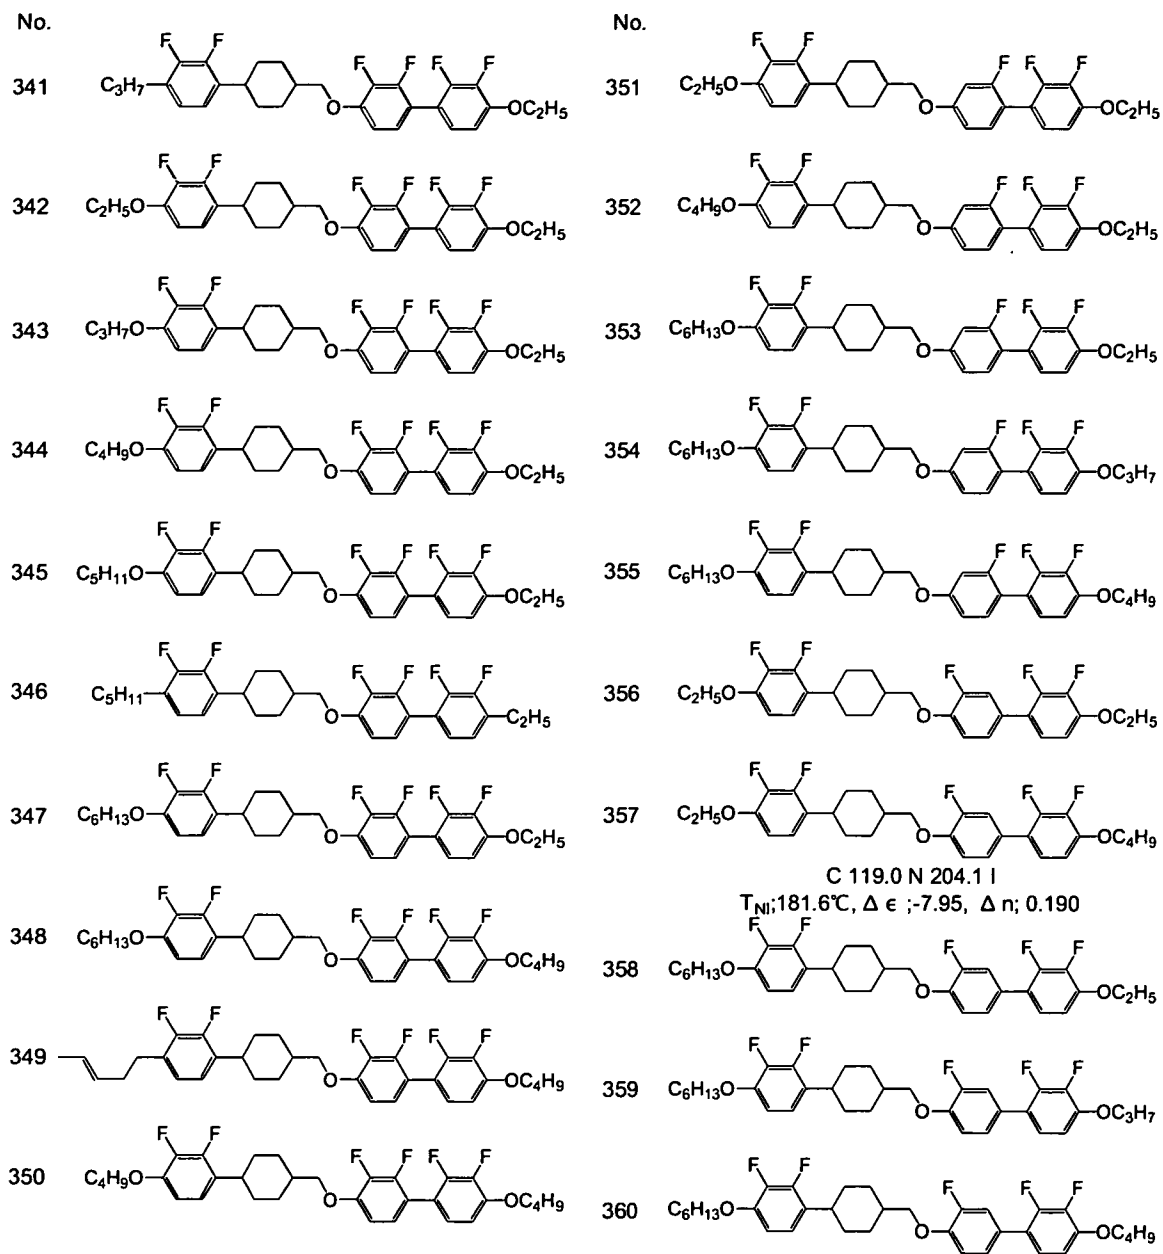 No.
341
F F
F F F F
C3H7
O
OC2H5
342
F F
F F F F
C2H5O
O
OC2H5
343
F F
F F F F
C3H7O
O
OC2H5
344
F F
F F F F
C4H9O
O
OC2H5
345
F F
F F F F
C5H11O
O
OC2H5
346
F F
F F F F
C5H11
O
C2H5
347
F F
F F F F
C6H13O
O
OC2H5
348
F F
F F F F
C6H13O
O
OC4H9
349
F F
F F F F
O
OC4H9
350
F F
F F F F
C4H9O
O
OC4H9
No.
351
F F
F F F
C2H5O
O
OC2H5
352
F F
F F F
C4H9O
O
OC2H5
353
F F
F F F
C6H13O
O
OC2H5
354
F F
F F F
C6H13O
O
OC3H7
355
F F
F F F
C6H13O
O
OC4H9
356
F F
F F F
C2H5O
O
OC2H5
357
F F
F F F
C2H5O
O
OC4H9
C 119.0 N 204.1 I
TNI;181.6℃, Δ ε ;-7.95, Δ n; 0.190
358
F F
F F F
C6H13O
O
OC2H5
359
F F
F F F
C6H13O
O
OC3H7
360
F F
F F F
C6H13O
O
OC4H9